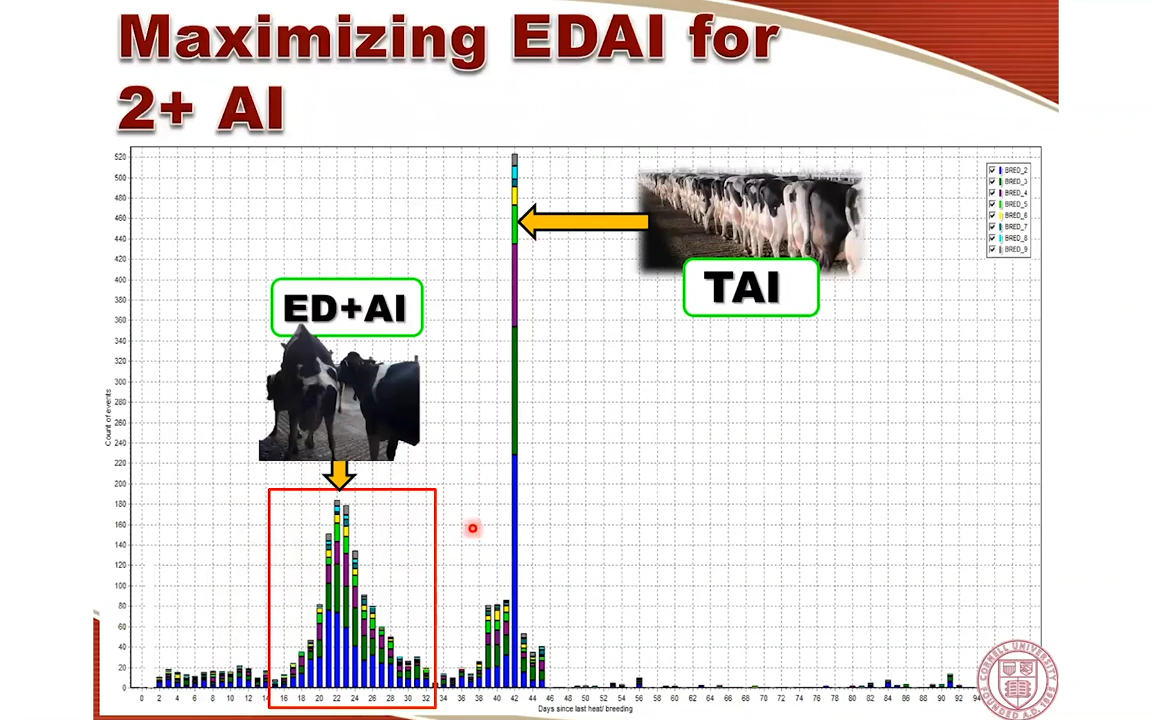 Maximizing EDAI for
2+ AI
520
500
480
460
440
420
400
380
360
340
320
300
280
260
240
220
200
180
160
140
120
100
80
60
40
20
0
Count of events
BRED_2
BRED_3
BRED_4
BRED_5
BRED_6
BRED_7
BRED_8
BRED_9
TAI
ED+AI
0 2 4 6 8 10 12 14 16 18 20 22 24 26 28 30 32 34 36 38 40 42 44 46 48 50 52 54 56 58 60 62 64 66 68 70 72 74 76 78 80 82 84 86 88 90 92 94
Days since last heat/ breeding
CORNELL UNIVERSITY
FOUNDED A.D. 1865